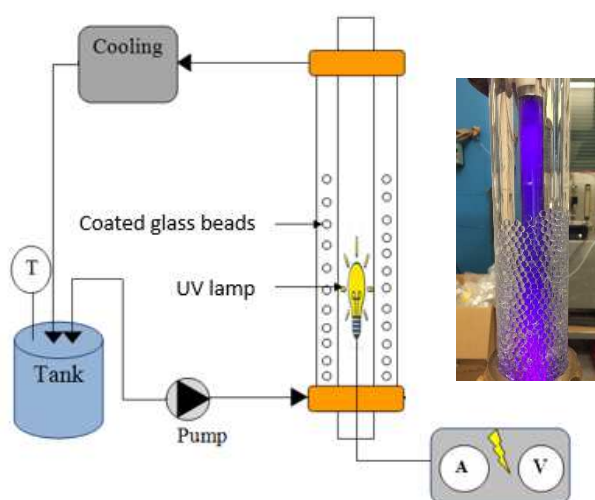 Cooling
Coated glass beads
UV lamp
T
Tank
Pump
A
V